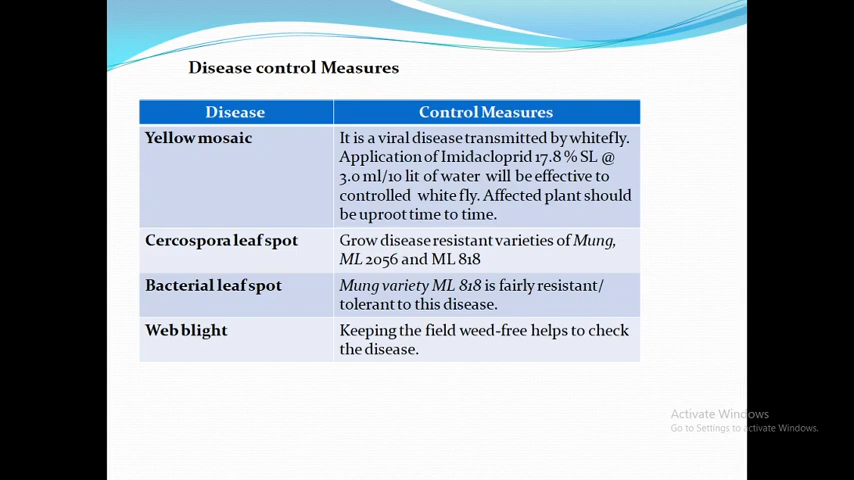 Disease control Measures
Disease
Control Measures
Yellow mosaic
It is a viral disease transmitted by whitefly.
Application of Imidacloprid 17.8 % SL @
3.0 ml/10 lit of water will be effective to
controlled white fly. Affected plant should
be uproot time to time.
Cercospora leaf spot
Grow disease resistant varieties of Mung,
ML 2056 and ML 818
Bacterial leaf spot
Mung variety ML 818 is fairly resistant/
tolerant to this disease.
Web blight
Keeping the field weed-free helps to check
the disease.
Activate Windows
Go to Settings to activate Windows.